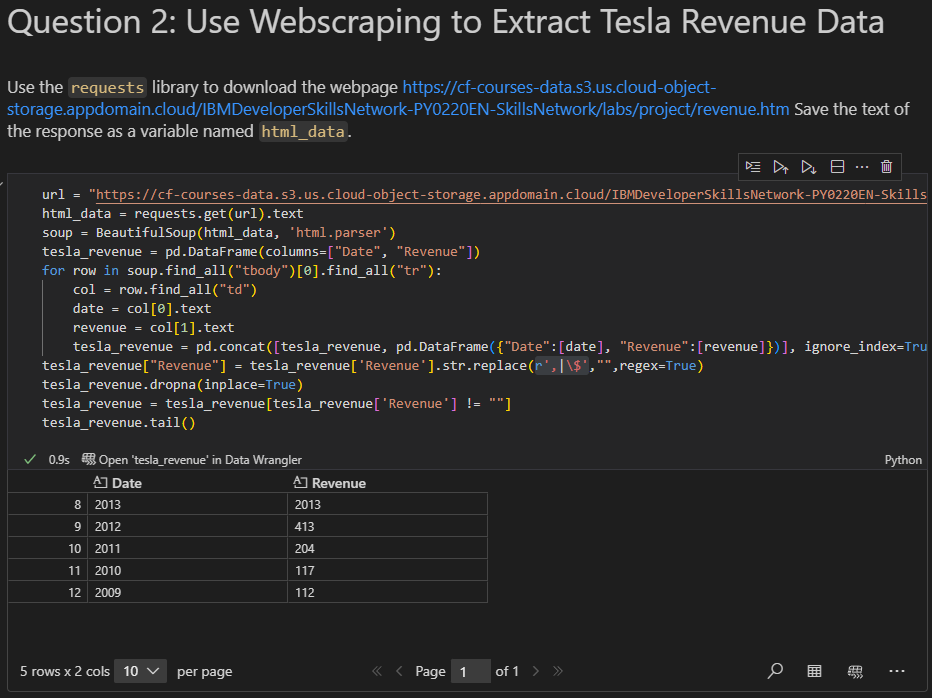 Question 2: Use Webscraping to Extract Tesla Revenue Data
Use the requests library to download the webpage https://cf-courses-data.s3.us.cloud-object-
storage.appdomain.cloud/IBMDeveloperSkillsNetwork-PY0220EN-SkillsNetwork/labs/project/revenue.htm Save the text of
the response as a variable named html_data.
url = "https://cf-courses-data.s3.us.cloud-object-storage.appdomain.cloud/IBMDeveloperSkillsNetwork-PY0220EN-Skills
html_data = requests.get(url).text
soup = BeautifulSoup(html_data, 'html.parser')
tesla_revenue = pd.DataFrame(columns=["Date", "Revenue"])
for row in soup.find_all("tbody")[0].find_all("tr"):
    col = row.find_all("td")
    date = col[0].text
    revenue = col[1].text
    tesla_revenue = pd.concat([tesla_revenue, pd.DataFrame({"Date":[date], "Revenue":[revenue]})], ignore_index=Tru
tesla_revenue["Revenue"] = tesla_revenue['Revenue'].str.replace(r',|\$',"",regex=True)
tesla_revenue.dropna(inplace=True)
tesla_revenue = tesla_revenue[tesla_revenue['Revenue'] != ""]
tesla_revenue.tail()
0.9s Open 'tesla_revenue' in Data Wrangler Python
Date Revenue
8 2013 2013
9 2012 413
10 2011 204
11 2010 117
12 2009 112
5 rows x 2 cols 10 per page Page 1 of 1